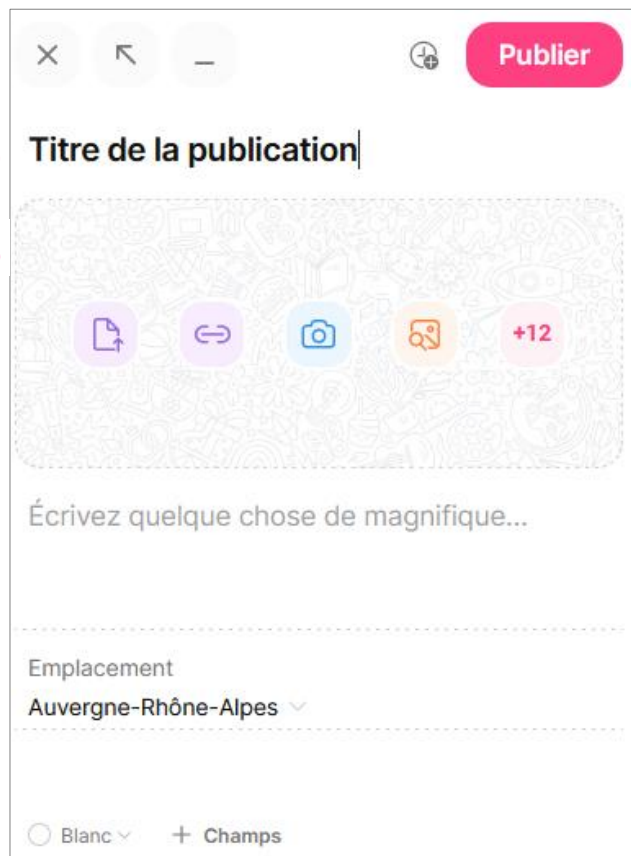 Publier
Titre de la publication
+12
Écrivez quelque chose de magnifique...
Emplacement
Auvergne-Rhône-Alpes
Blanc
+ Champs